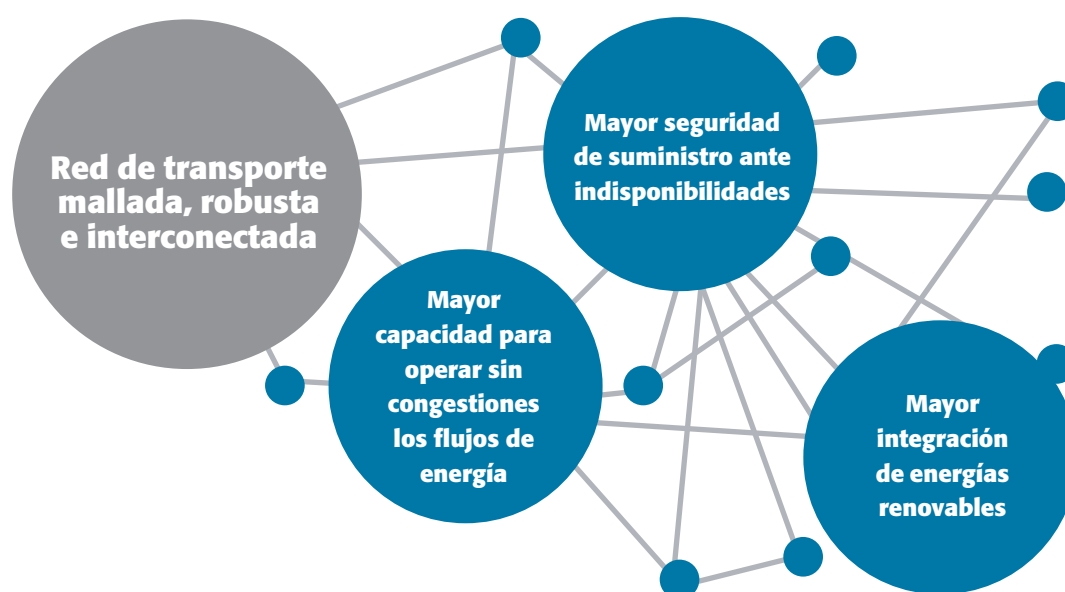 Red de transporte
mallada, robusta
e interconectada
Mayor seguridad
de suministro ante
indisponibilidades
Mayor
capacidad para
operar sin
congestiones
los flujos de
energía
Mayor
integración
de energías
renovables